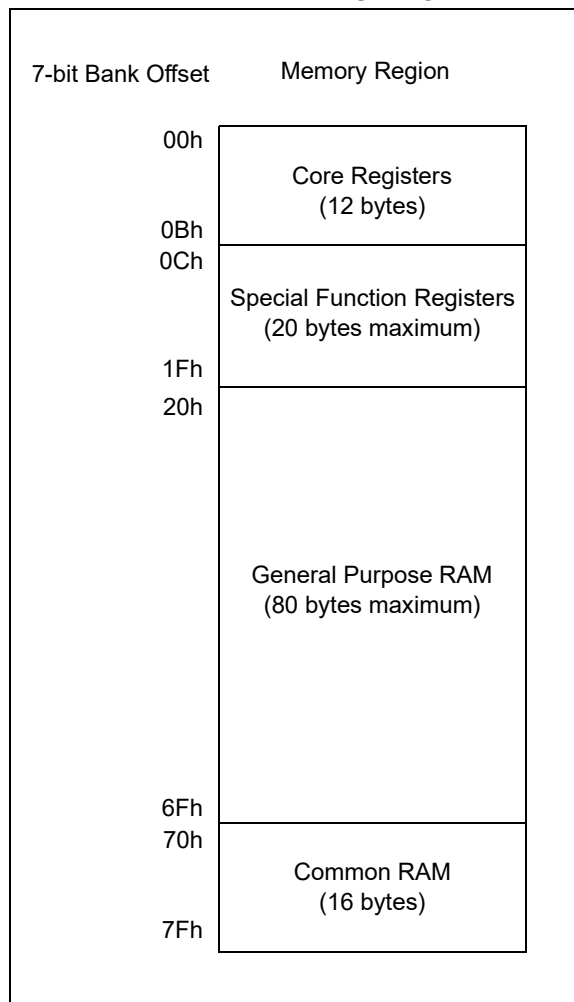 7-bit Bank Offset Memory Region
00h
Core Registers
(12 bytes)
0Bh
0Ch
Special Function Registers
(20 bytes maximum)
1Fh
20h
General Purpose RAM
(80 bytes maximum)
6Fh
70h
Common RAM
(16 bytes)
7Fh